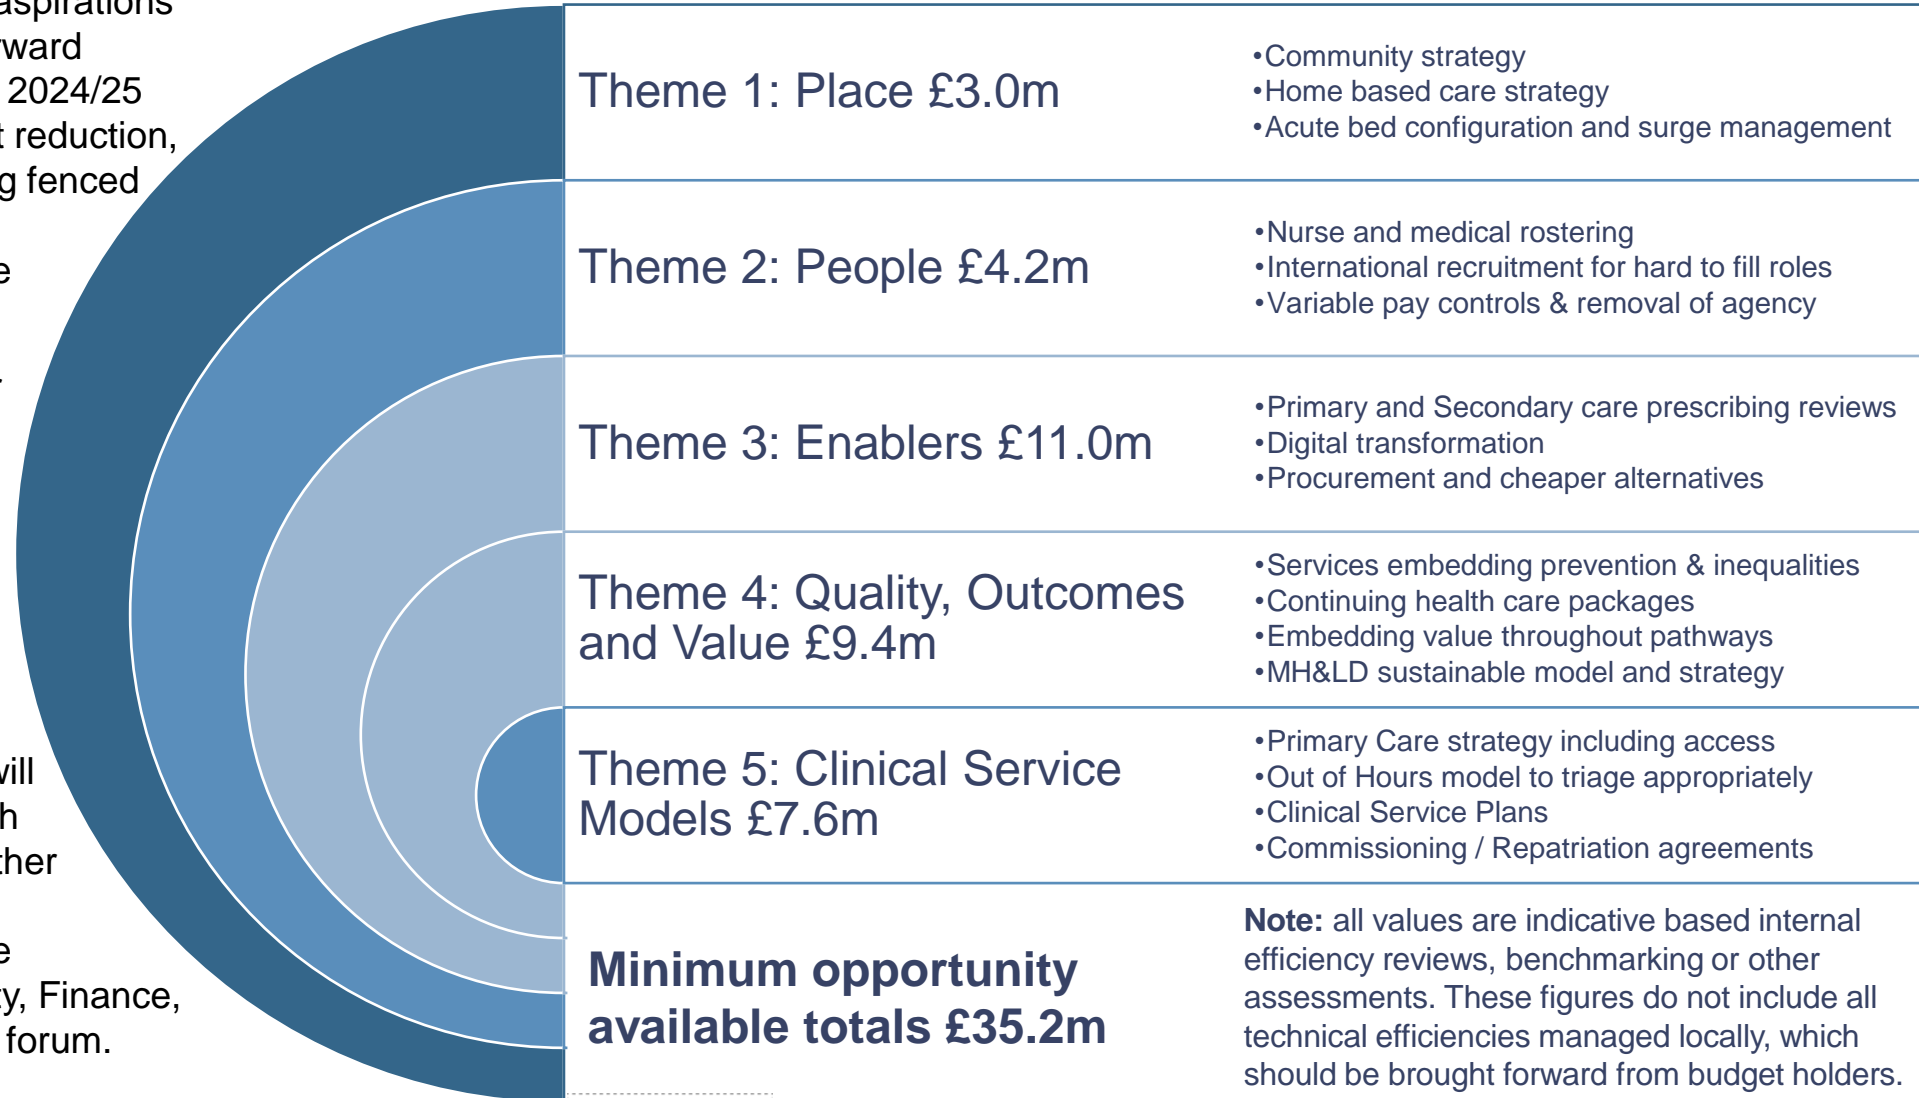 aspirations
2024/25
reduction,
fenced
will
Finance,
forum.
Theme 1: Place £3.0m
•Community strategy
•Home based care strategy
•Acute bed configuration and surge management
Theme 2: People £4.2m
•Nurse and medical rostering
•International recruitment for hard to fill roles
•Variable pay controls & removal of agency
Theme 3: Enablers £11.0m
•Primary and Secondary care prescribing reviews
•Digital transformation
•Procurement and cheaper alternatives
Theme 4: Quality, Outcomes
and Value £9.4m
•Services embedding prevention & inequalities
•Continuing health care packages
•Embedding value throughout pathways
•MH&LD sustainable model and strategy
Theme 5: Clinical Service
Models £7.6m
•Primary Care strategy including access
•Out of Hours model to triage appropriately
•Clinical Service Plans
•Commissioning / Repatriation agreements
Minimum opportunity
available totals £35.2m
Note: all values are indicative based internal
efficiency reviews, benchmarking or other
assessments. These figures do not include all
technical efficiencies managed locally, which
should be brought forward from budget holders.